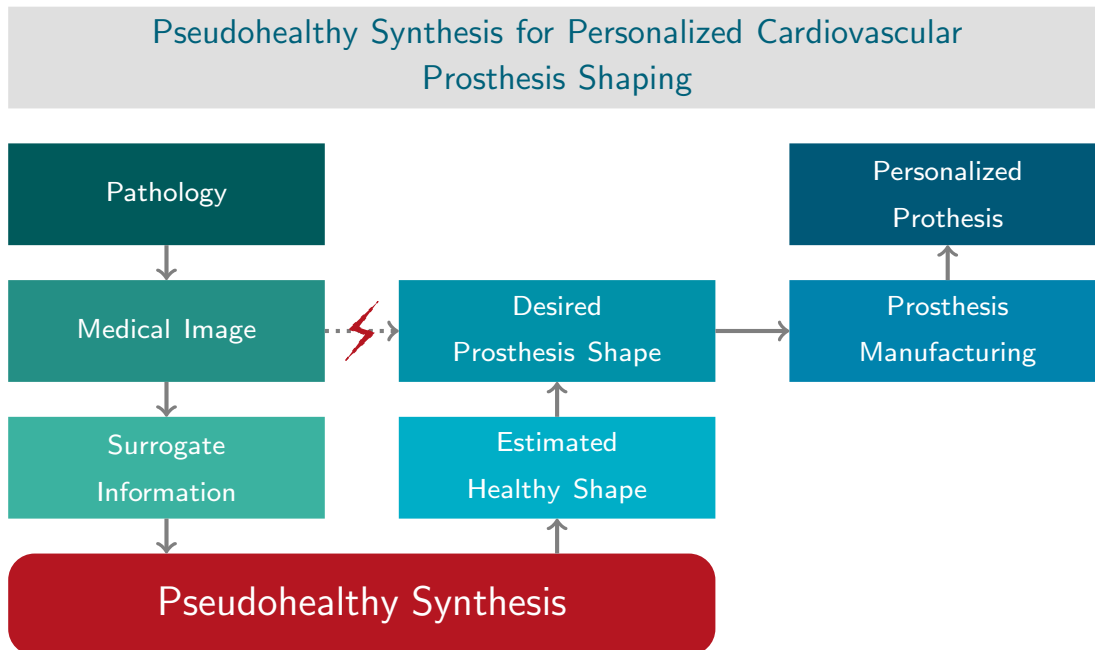 Pseudohealthy Synthesis for Personalized Cardiovascular
Prosthesis Shaping
Pathology
Personalized
Prothesis
Medical Image
Desired
Prosthesis Shape
Prosthesis
Manufacturing
Surrogate
Information
Estimated
Healthy Shape
Pseudohealthy Synthesis